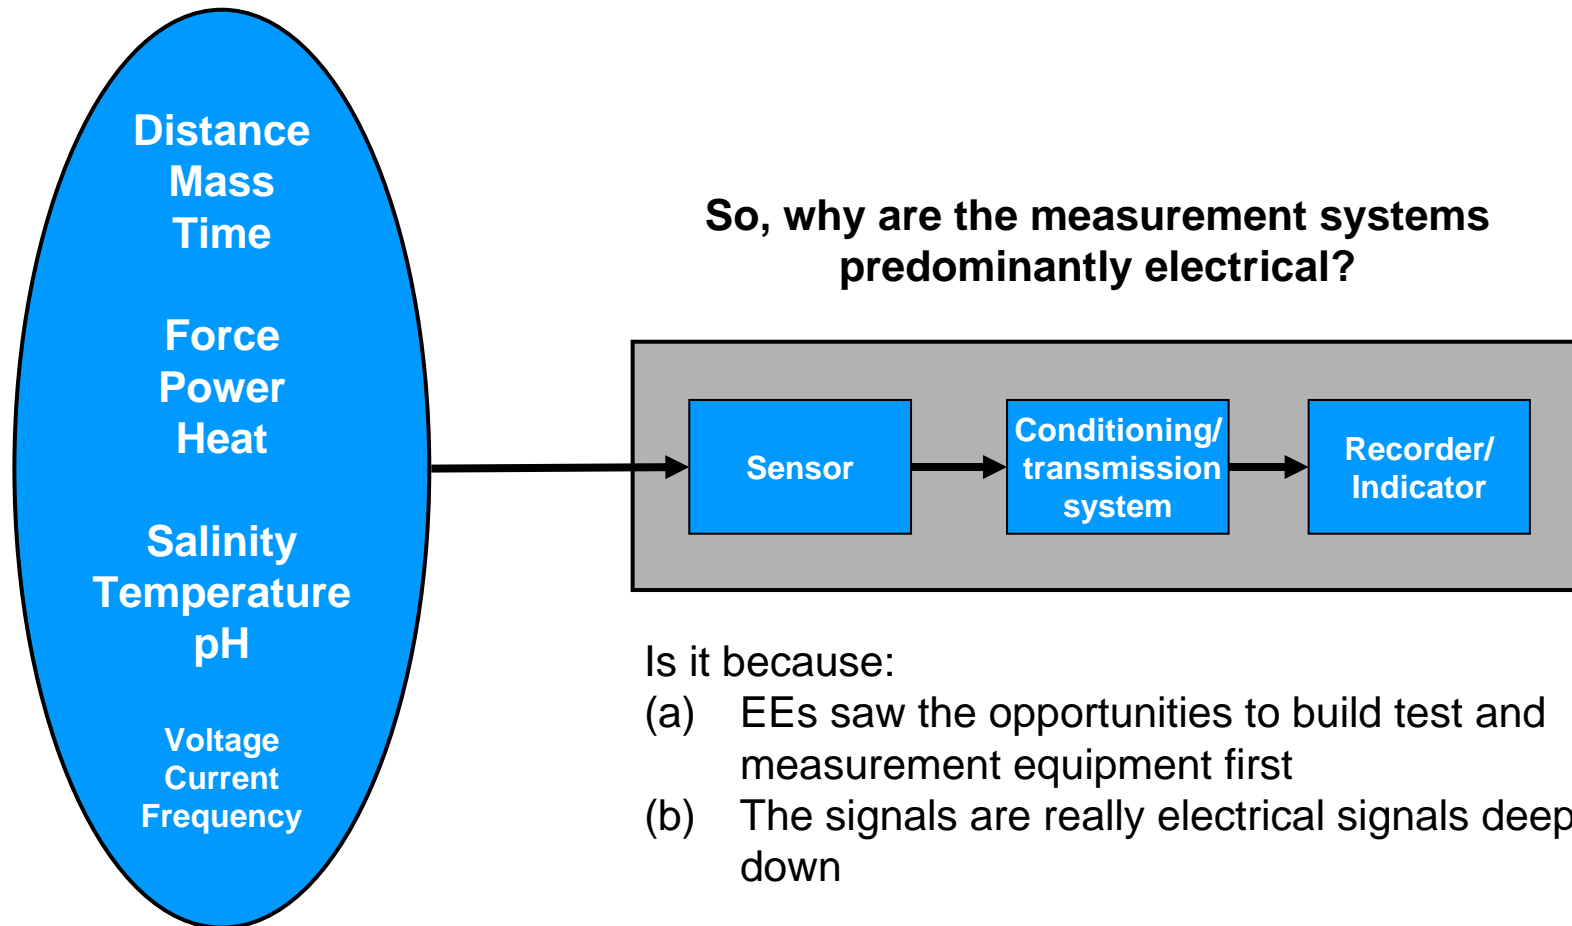 Distance
Mass
Time
Force
Power
Heat
Salinity
Temperature
pH
Voltage
Current
Frequency
So, why are the measurement systems
predominantly electrical?
Sensor
Conditioning/
transmission
system
Recorder/
Indicator
Is it because:
(a) EEs saw the opportunities to build test and
measurement equipment first
(b) The signals are really electrical signals deep
down